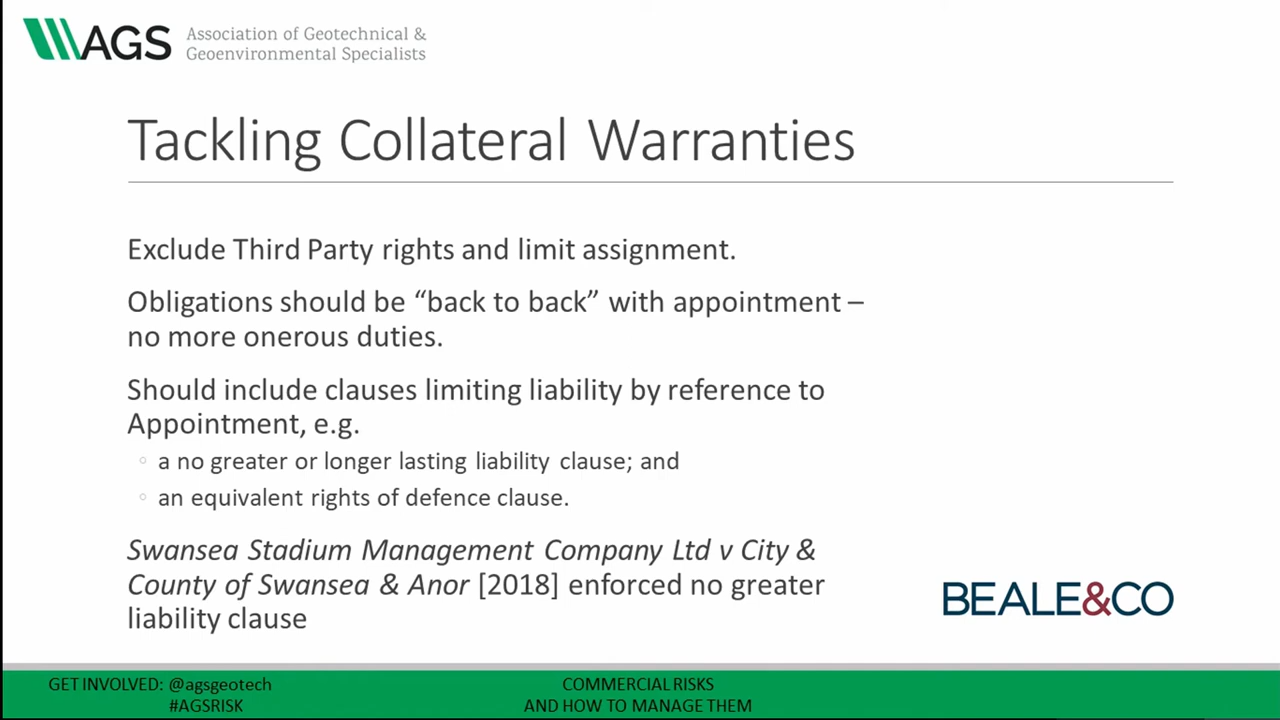 AGS Association of Geotechnical &
Geoenvironmental Specialists
Tackling Collateral Warranties
Exclude Third Party rights and limit assignment.
Obligations should be “back to back” with appointment –
no more onerous duties.
Should include clauses limiting liability by reference to
Appointment, e.g.
◦ a no greater or longer lasting liability clause; and
◦ an equivalent rights of defence clause.
Swansea Stadium Management Company Ltd v City &
County of Swansea & Anor [2018] enforced no greater
liability clause
BEALE&CO
GET INVOLVED: @agsgeotech
#AGSRISK
COMMERCIAL RISKS
AND HOW TO MANAGE THEM